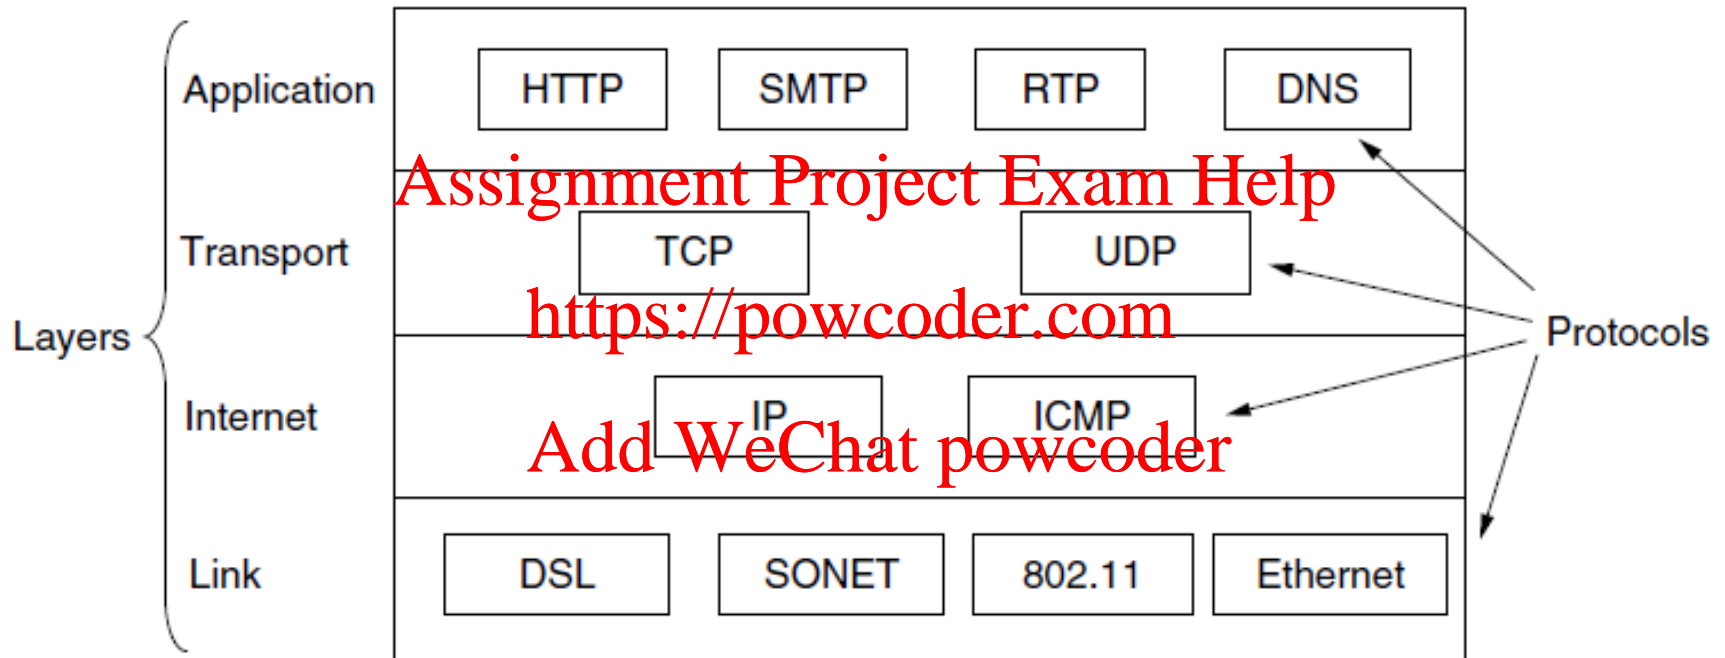 Application
HTTP
SMTP
RTP
DNS
Assignment Project Exam Help
Transport
TCP
UDP
https://powcoder.com
Layers
Protocols
Internet
IP
ICMP
Add WeChat powcoder
Link
DSL
SONET
802.11
Ethernet